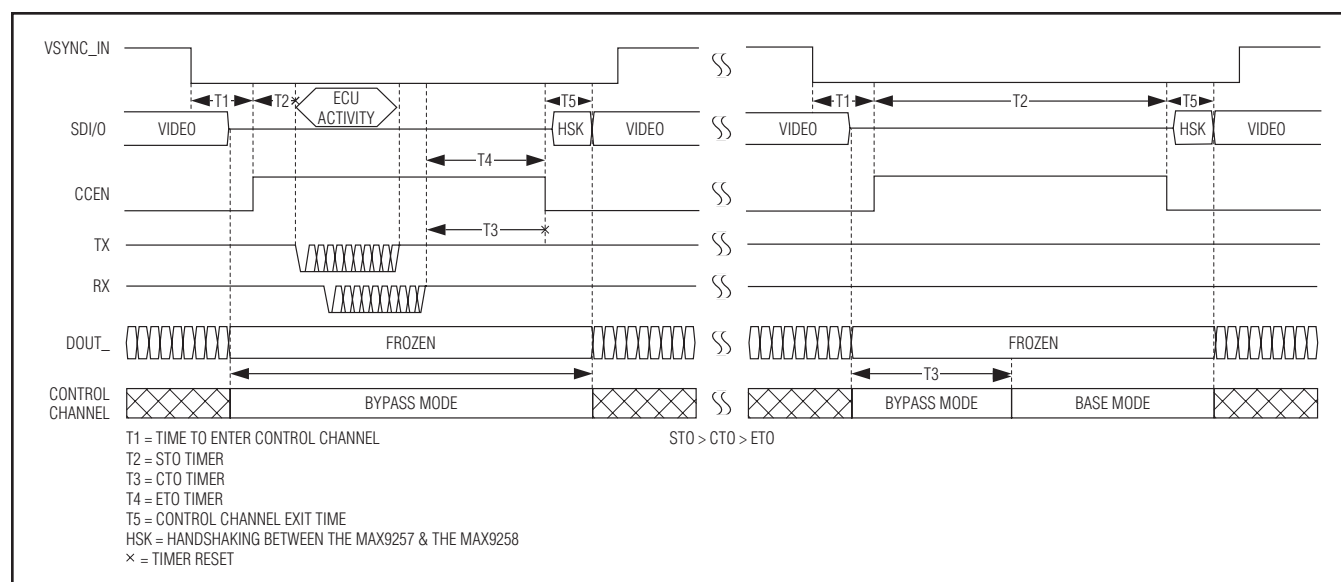 VSYNC_IN
T1 T2 ECU ACTIVITY T5 T1 T2 T5
SDI/O VIDEO HSK VIDEO VIDEO HSK VIDEO
T4
CCEN
T3
TX
RX
DOUT_ FROZEN FROZEN
T3
CONTROL CHANNEL BYPASS MODE BYPASS MODE BASE MODE
T1 = TIME TO ENTER CONTROL CHANNEL STO > CTO > ETO
T2 = STO TIMER
T3 = CTO TIMER
T4 = ETO TIMER
T5 = CONTROL CHANNEL EXIT TIME
HSK = HANDSHAKING BETWEEN THE MAX9257 & THE MAX9258
× = TIMER RESET